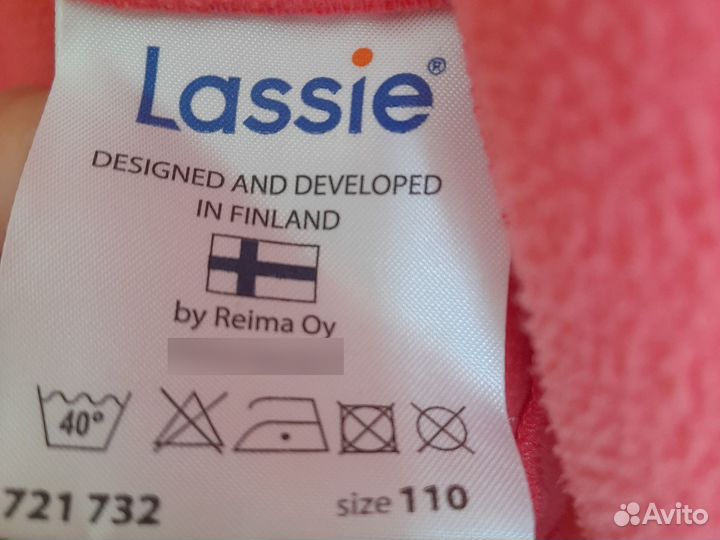 Lassie®
DESIGNED AND DEVELOPED
IN FINLAND
by Reima Oy
40°
721 732 size 110
Avito